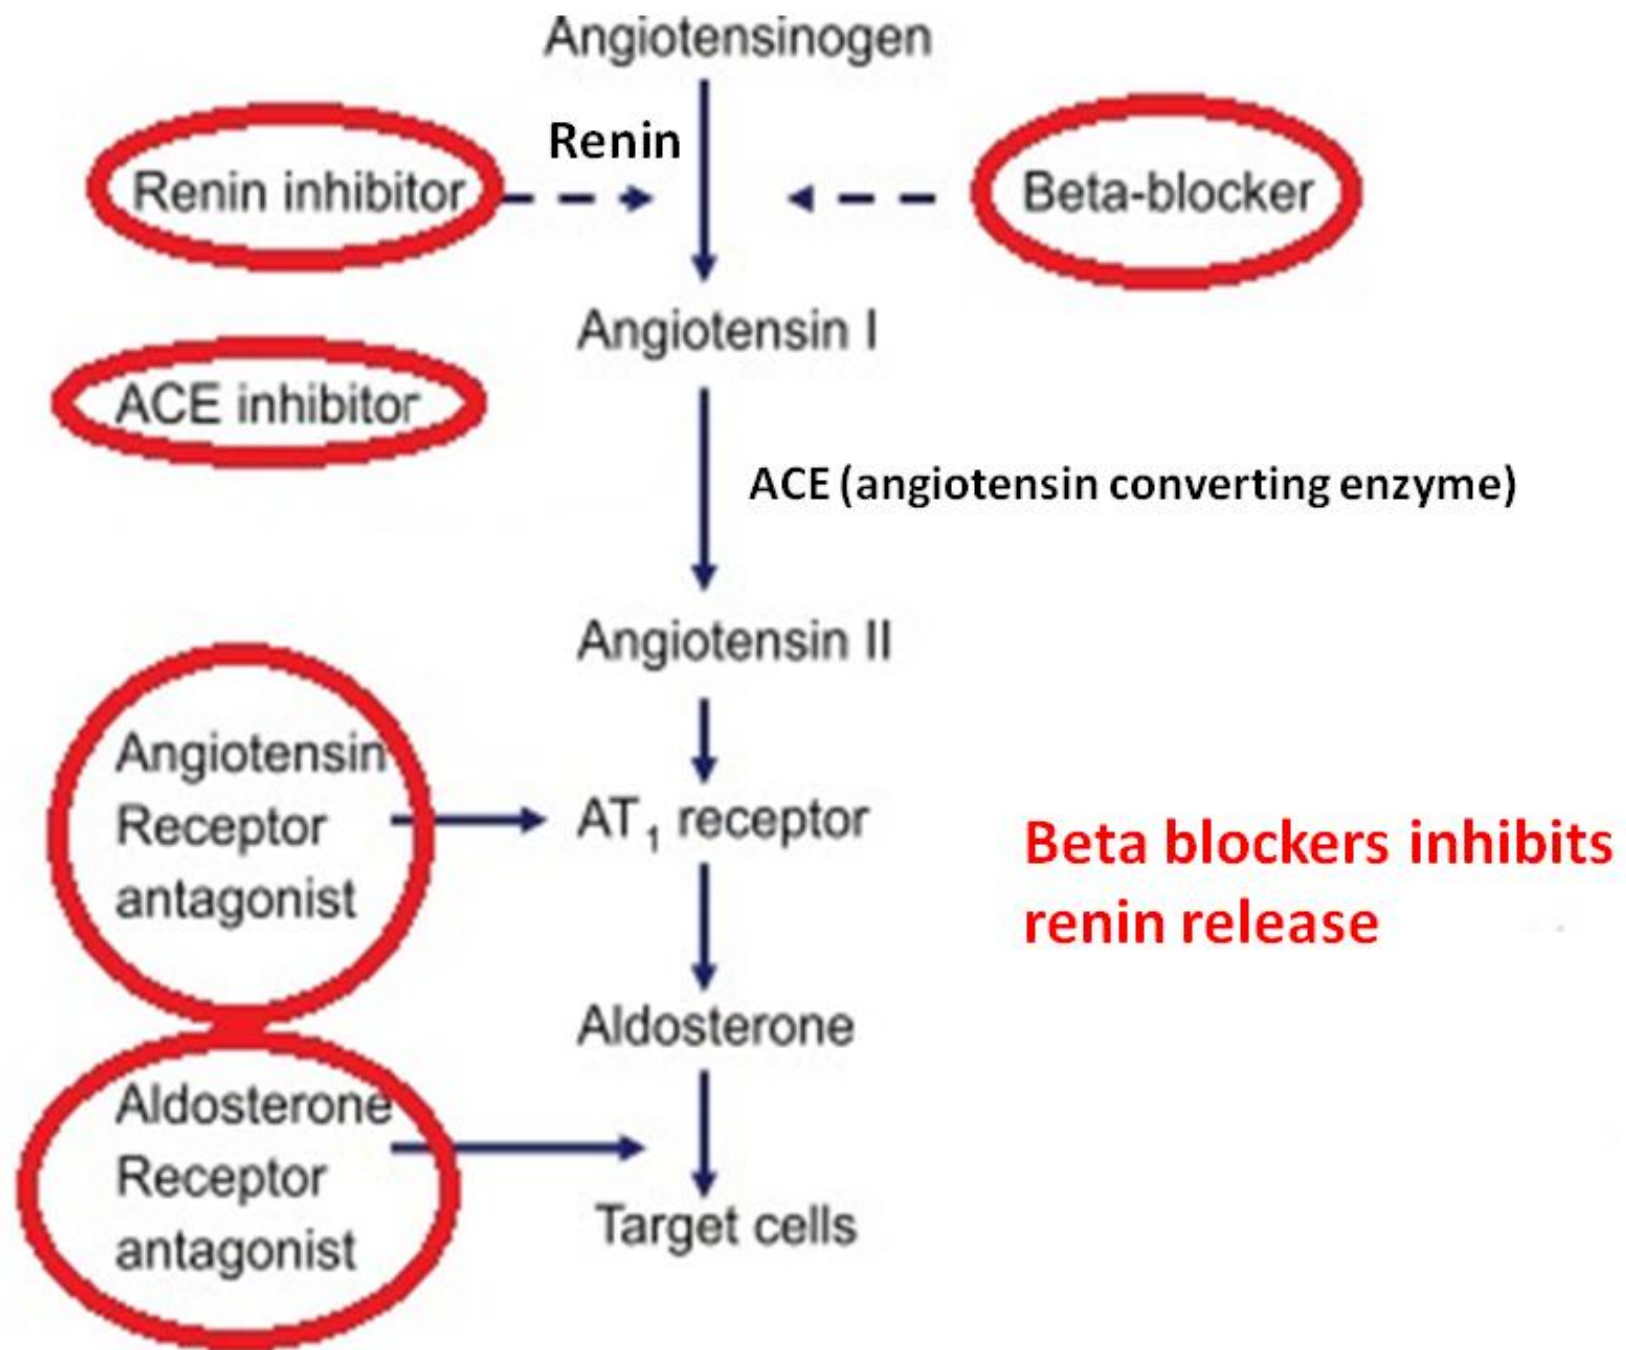 Angiotensinogen
Renin
Renin inhibitor
Beta-blocker
Angiotensin I
ACE inhibitor
ACE (angiotensin converting enzyme)
Angiotensin II
Angiotensin
Receptor
antagonist
AT1 receptor
Beta blockers inhibits
renin release
Aldosterone
Aldosterone
Receptor
antagonist
Target cells